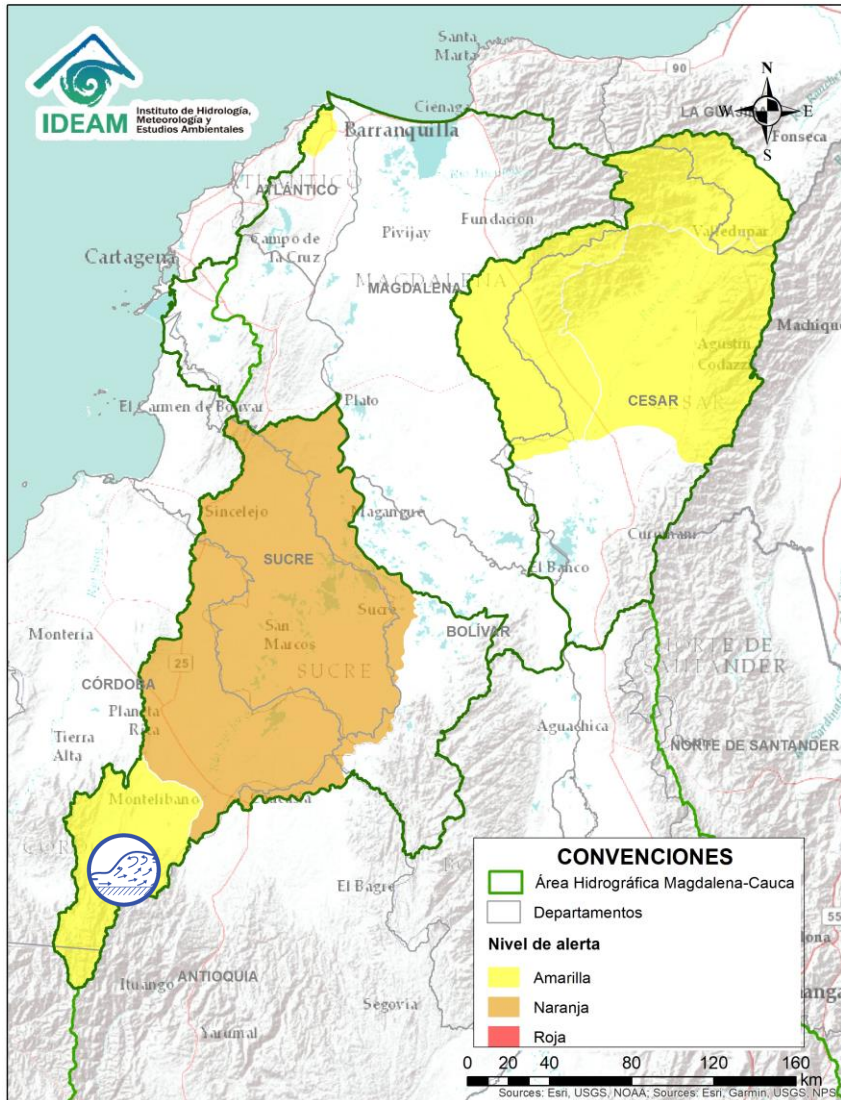 IDEAM
Instituto de Hidrología,
Meteorología y
Estudios Ambientales
Santa
Marta
90
N
W
E
S
Ciénaga
LA GUAJIRA
Fonseca
Barranquilla
ATLÁNTICO
Valledupar
Fundación
Pivijay
Campo de
la Cruz
Cartagena
MAGDALENA
MAGDALENA
Machiques
Agustín
Codazzi
CESAR
CESAR
El Carmen de Bolívar
Plato
Sincelejo
Magangué
Curumaní
SUCRE
El Banco
Sucre
Montería
San
Marcos
BOLÍVAR
NORTE DE
SANTANDER
25
SUCRE
CÓRDOBA
Planeta
Rica
Aguachica
Tierra
Alta
NORTE DE SANTANDER
Montelíbano
Caucasia
El Bagre
Ituango
ANTIOQUIA
Segovia
Yarumal
CONVENCIONES
Área Hidrográfica Magdalena-Cauca
Departamentos
Nivel de alerta
Amarilla
Naranja
Roja
55
0 20 40 80 120 160
km
Sources: Esri, USGS, NOAA; Sources: Esri, Garmin, USGS, NPS